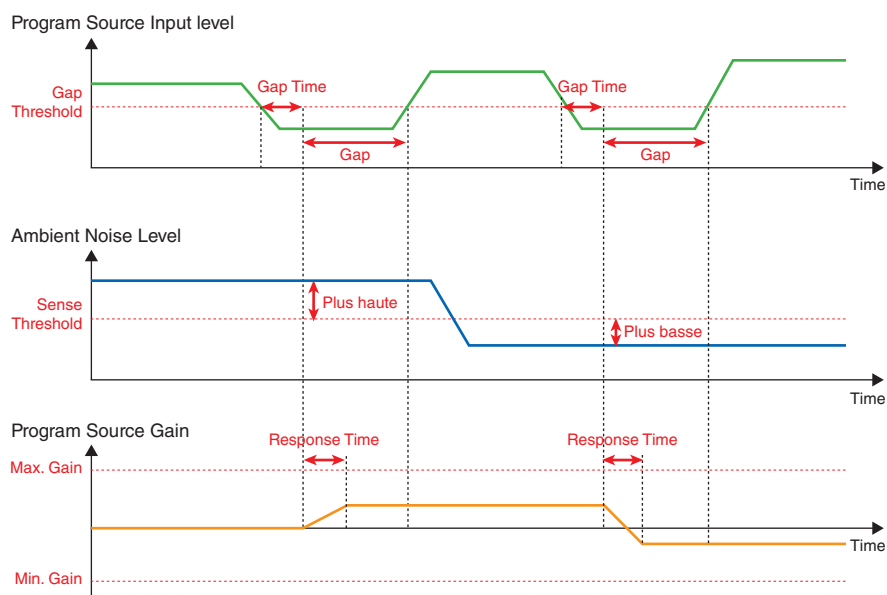 Program Source Input level
Gap Time
Gap Time
Gap
Threshold
Gap
Gap
Time
Ambient Noise Level
Sense
Threshold
Plus haute
Plus basse
Time
Program Source Gain
Response Time
Response Time
Max. Gain
Time
Min. Gain